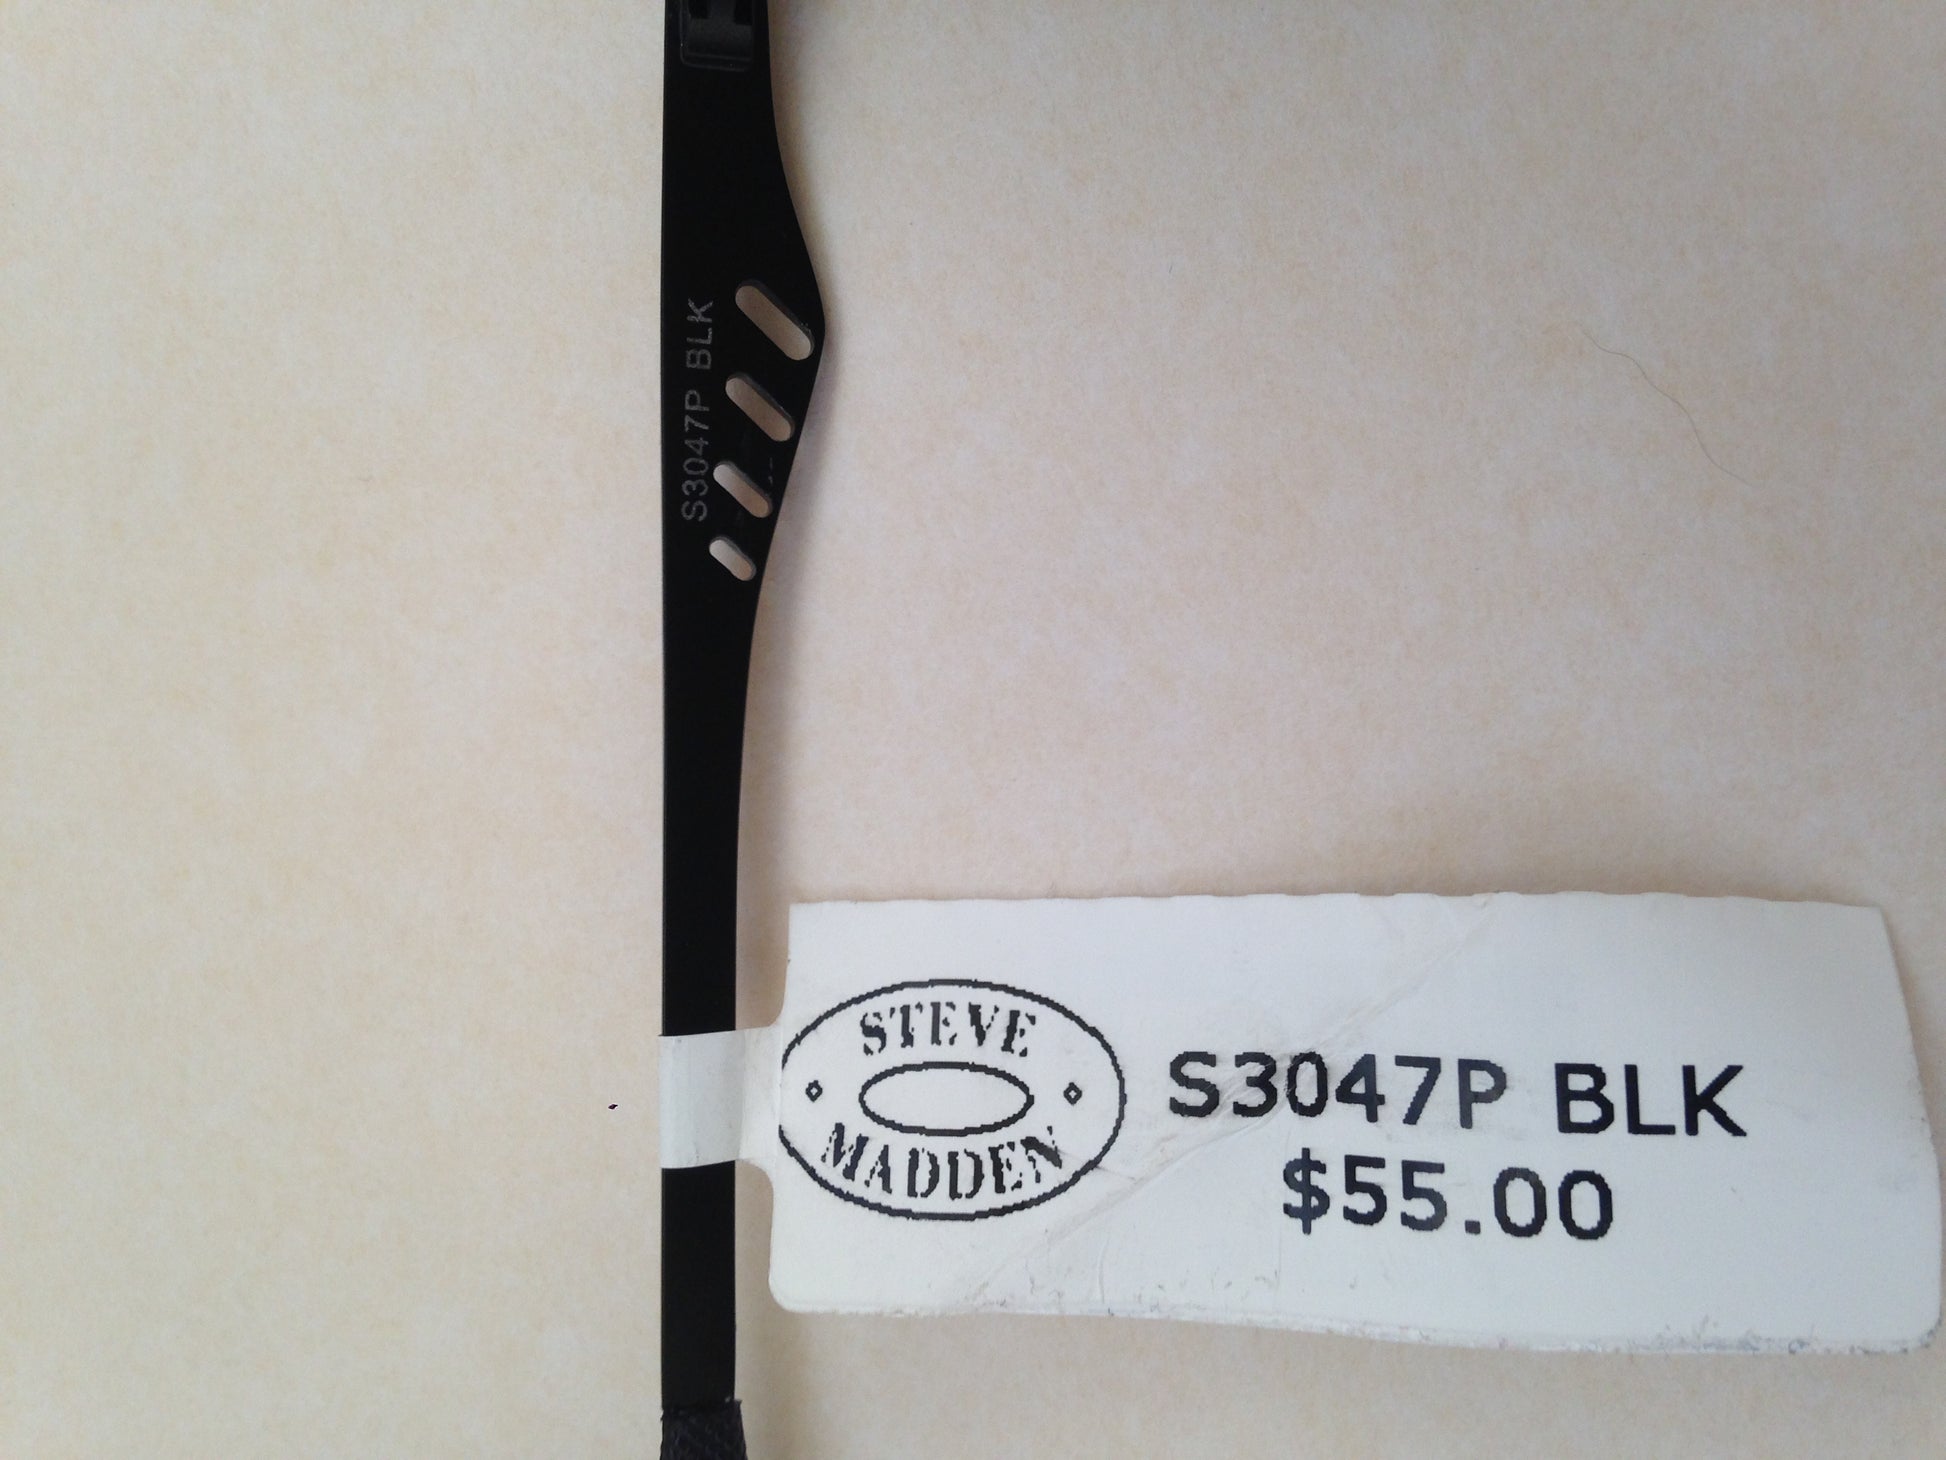 S3047P BLK
STEVE
MADDEN
S3047P BLK
$55.00